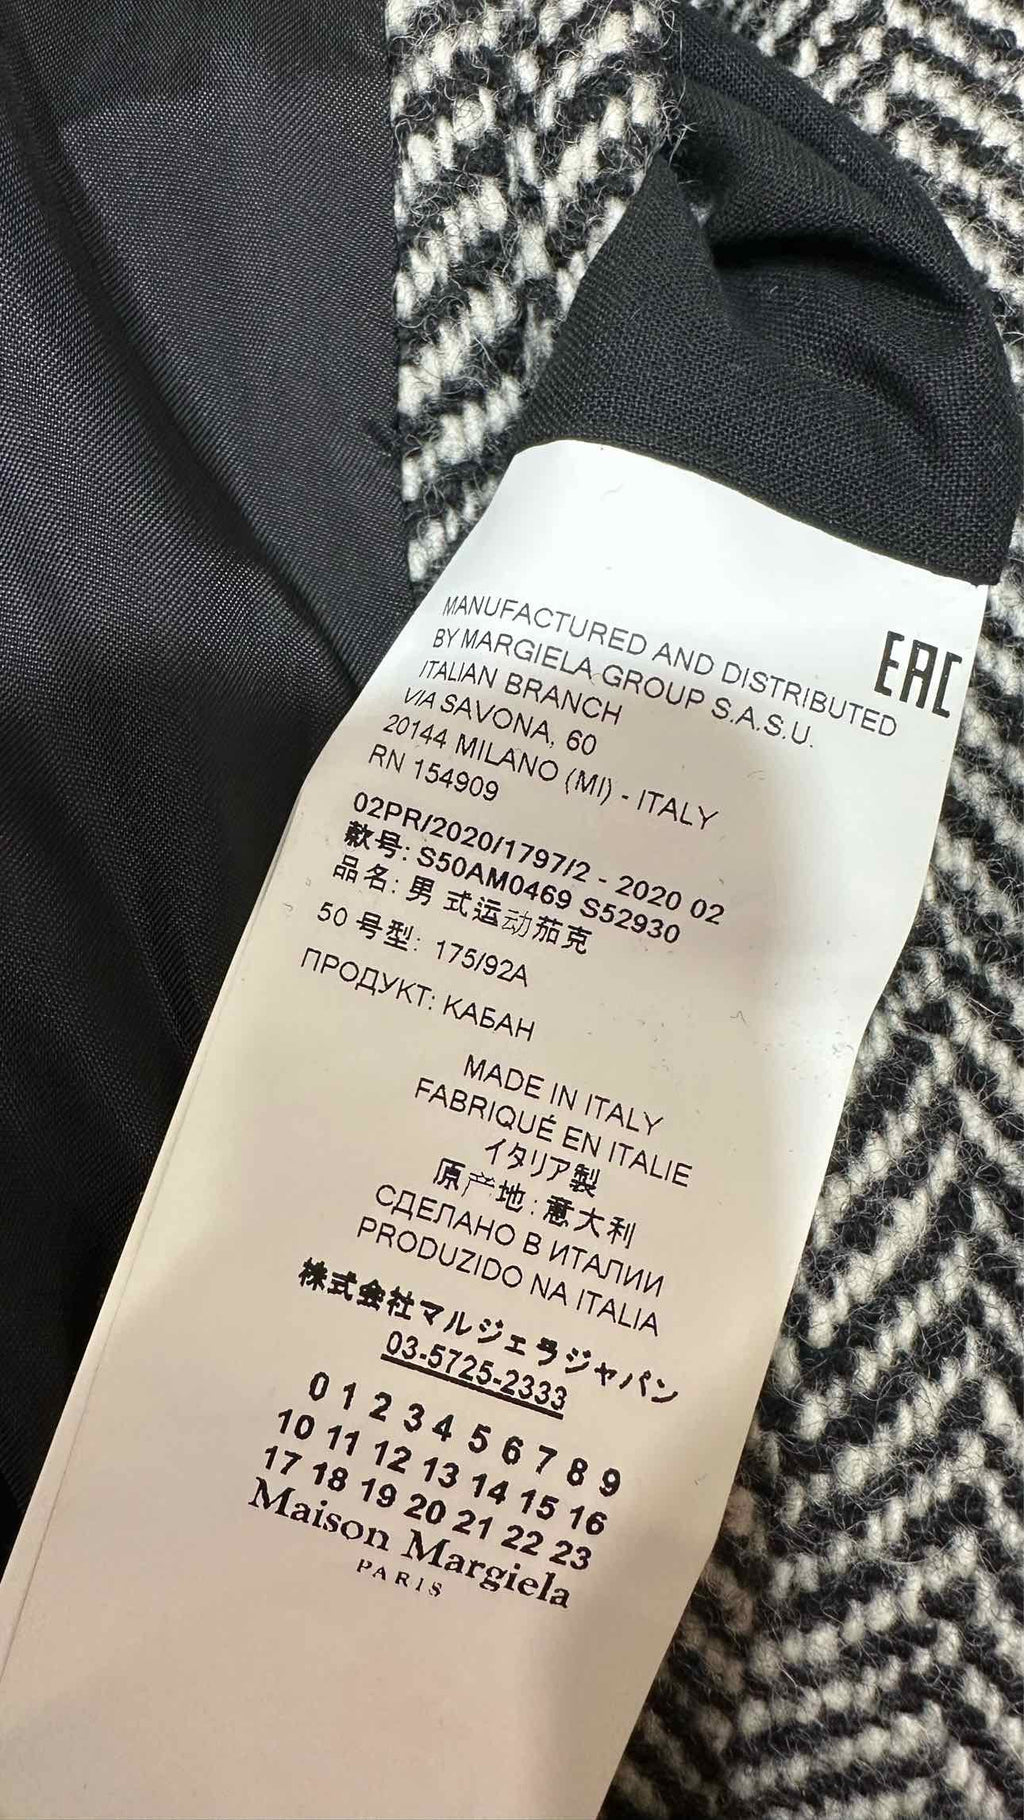 EAC
MANUFACTURED AND DISTRIBUTED
BY MARGIELA GROUP S.A.S.U.
ITALIAN BRANCH
VIA SAVONA, 60
20144 MILANO (MI) - ITALY
RN 154909
02PR/2020/1797/2 - 2020 02
款号: S50AM0469 S52930
品名: 男 式运动茄克
50 号型: 175/92A
ПРОДУКТ: КАБАН
MADE IN ITALY
FABRIQUÉ EN ITALIE
イタリア製
原产地: 意大利
СДЕЛАНО В ИТАЛИИ
PRODUZIDO NA ITALIA
株式会社マルジェラジャパン
03-5725-2333
0 1 2 3 4 5 6 7 8 9
10 11 12 13 14 15 16
17 18 19 20 21 22 23
Maison Margiela
PARIS